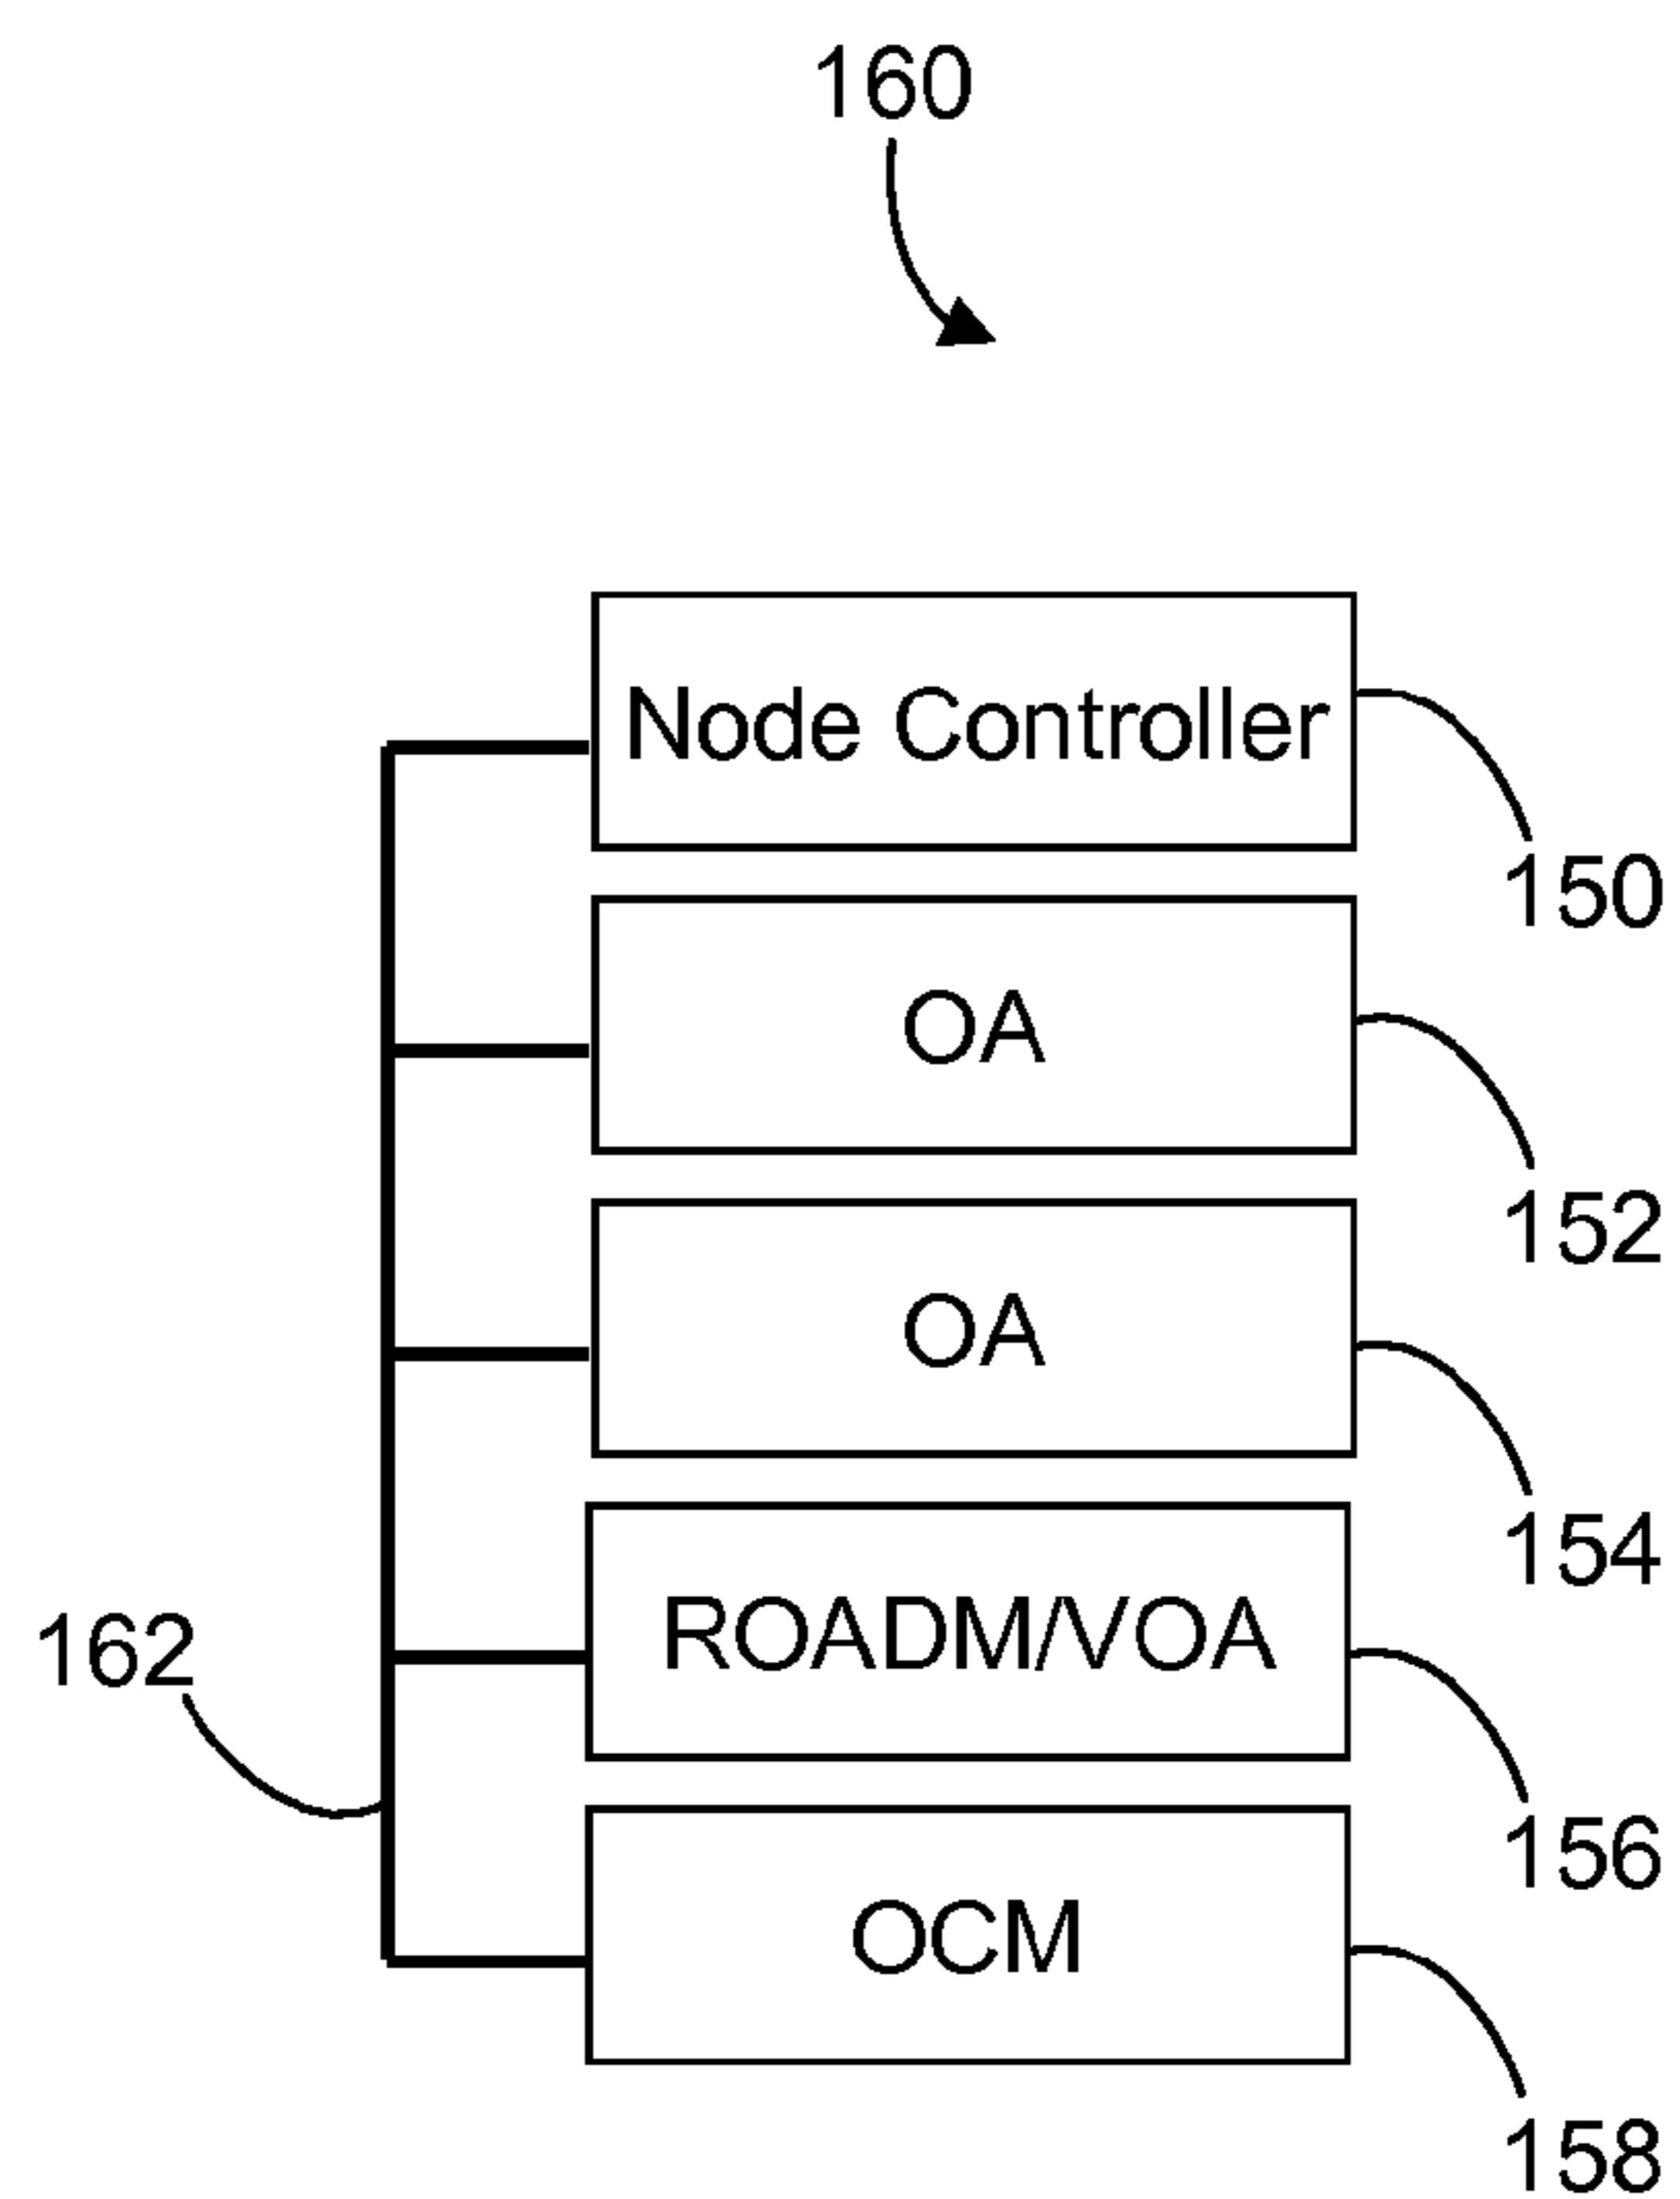 160
Node Controller
150
OA
152
OA
154
ROADM/VOA
162
156
OCM
158